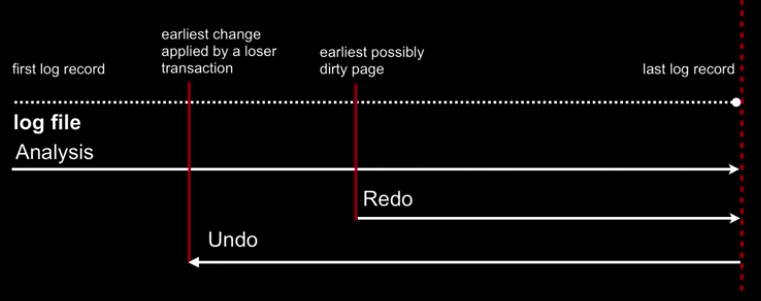 earliest change
applied by a loser
transaction
earliest possibly
dirty page
first log record
last log record
log file
Analysis
Redo
Undo